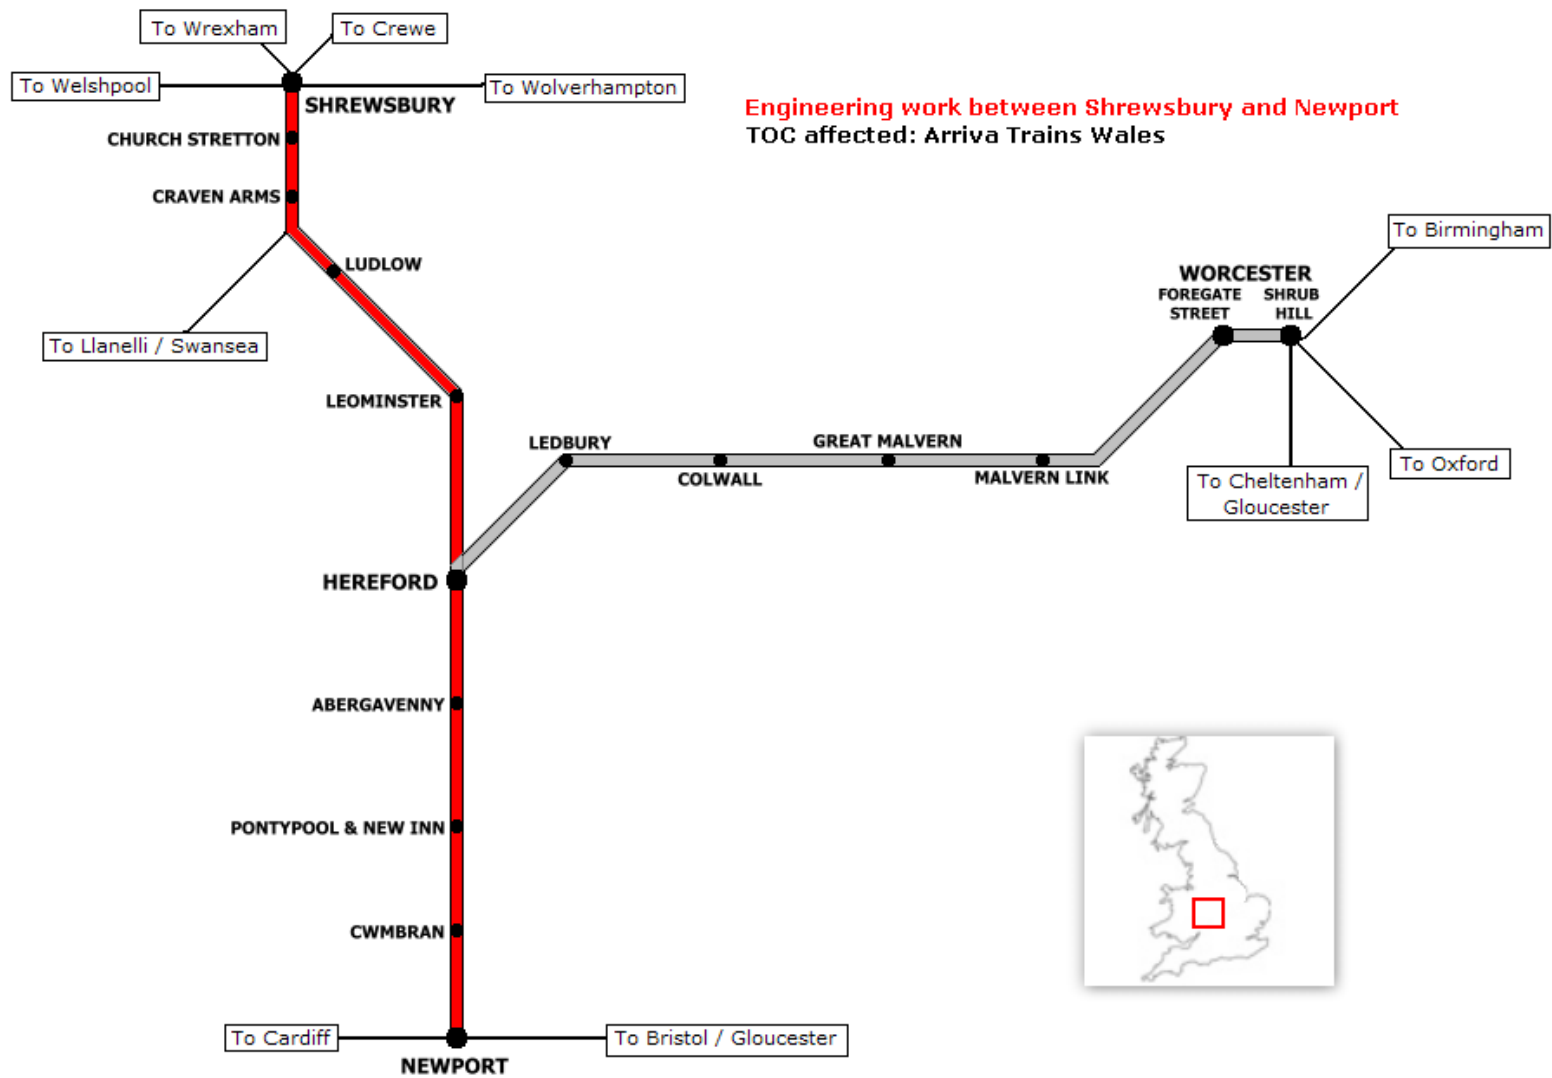 To Wrexham
To Crewe
To Welshpool
To Wolverhampton
SHREWSBURY
Engineering work between Shrewsbury and Newport
TOC affected: Arriva Trains Wales
CHURCH STRETTON
CRAVEN ARMS
LUDLOW
To Llanelli / Swansea
LEOMINSTER
To Birmingham
WORCESTER
FOREGATE
STREET
SHRUB
HILL
LEDBURY
COLWALL
GREAT MALVERN
MALVERN LINK
To Oxford
To Cheltenham /
Gloucester
HEREFORD
ABERGAVENNY
PONTYPOOL & NEW INN
CWMBRAN
To Cardiff
To Bristol / Gloucester
NEWPORT